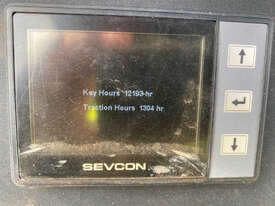 Key Hours 12193 hr
Traction Hours 1304 hr
SEVCON